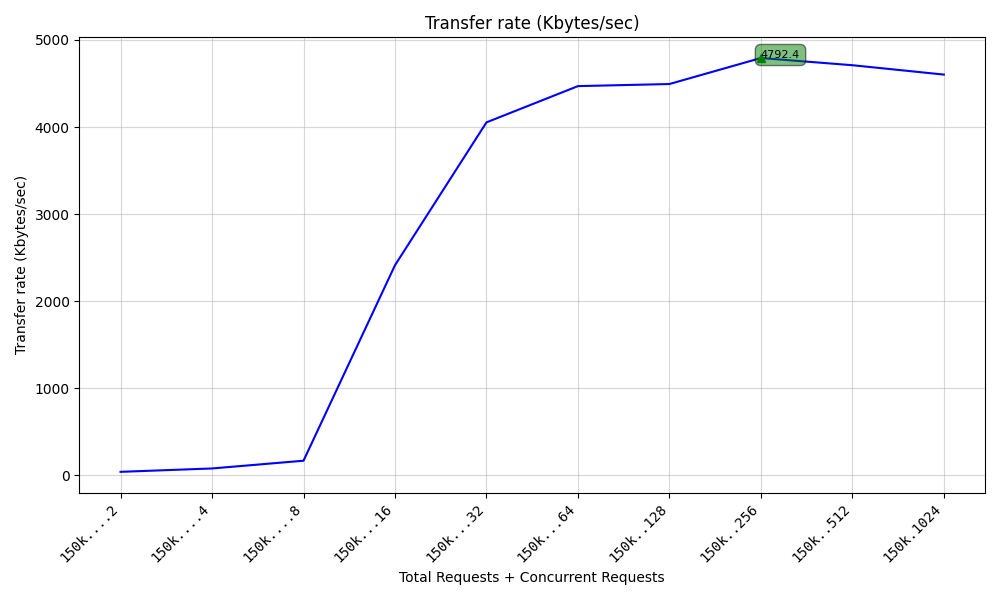 Transfer rate (Kbytes/sec)
Transfer rate (Kbytes/sec)
5000
4000
3000
2000
1000
0
4792.4
150k....2
150k....4
150k....8
150k...16
150k...32
150k...64
150k..128
150k..256
150k..512
150k.1024
Total Requests + Concurrent Requests